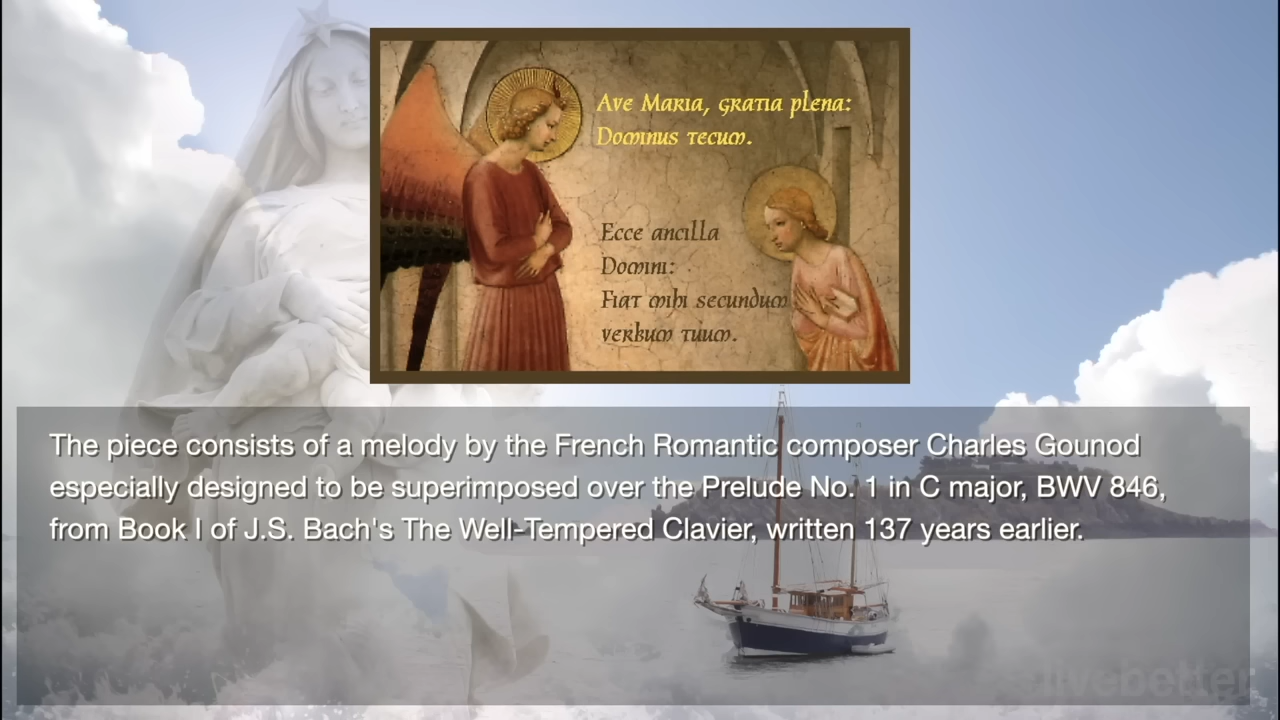 Ave Maria, gratia plena:
Dominus tecum.
Ecce ancilla
Domini:
Fiat mihi secundum
verbum tuum.
The piece consists of a melody by the French Romantic composer Charles Gounod
especially designed to be superimposed over the Prelude No. 1 in C major, BWV 846,
from Book I of J.S. Bach's The Well-Tempered Clavier, written 137 years earlier.
livebetter